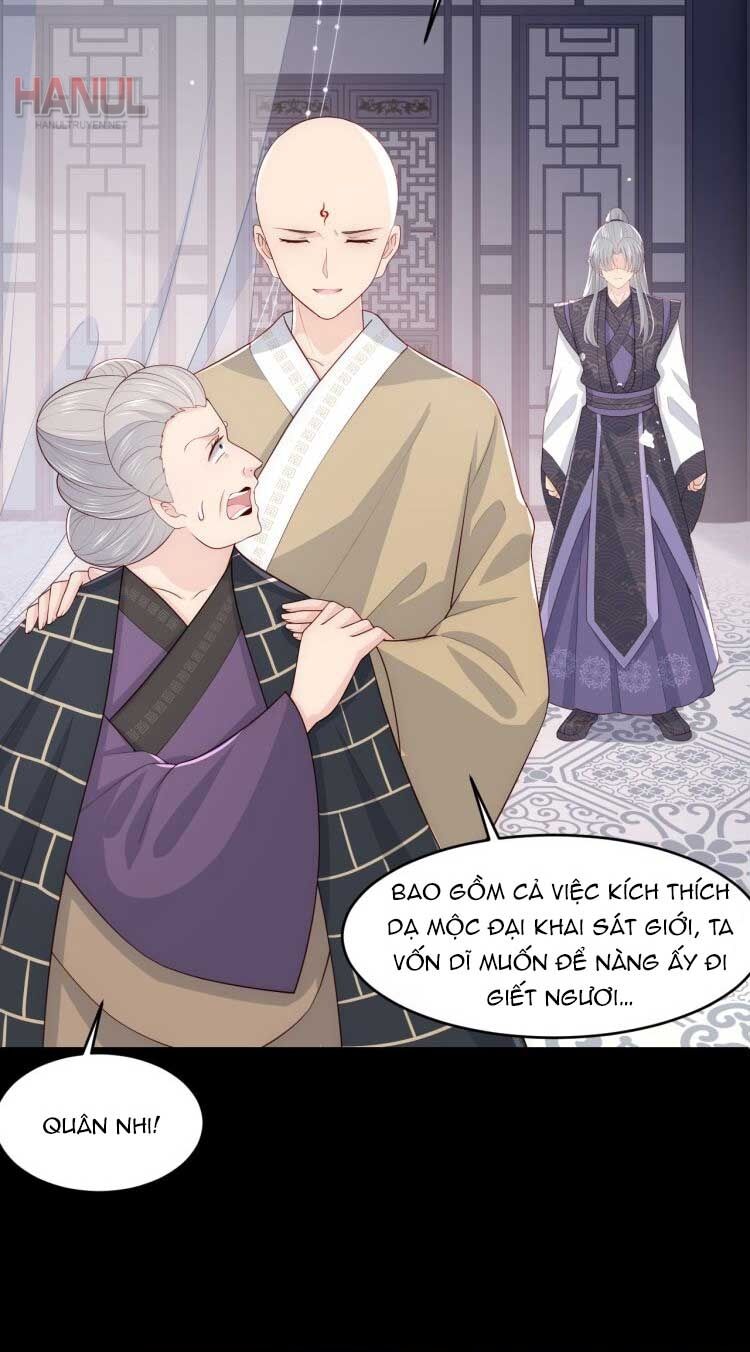 HANUL
HANULTRUYEN.NET
BAO GỒM CẢ VIỆC KÍCH THÍCH
DẠ MỘC ĐẠI KHAI SÁT GIỚI, TA
VỐN DĨ MUỐN ĐỂ NÀNG ẤY ĐI
GIẾT NGƯƠI...
QUÂN NHI!